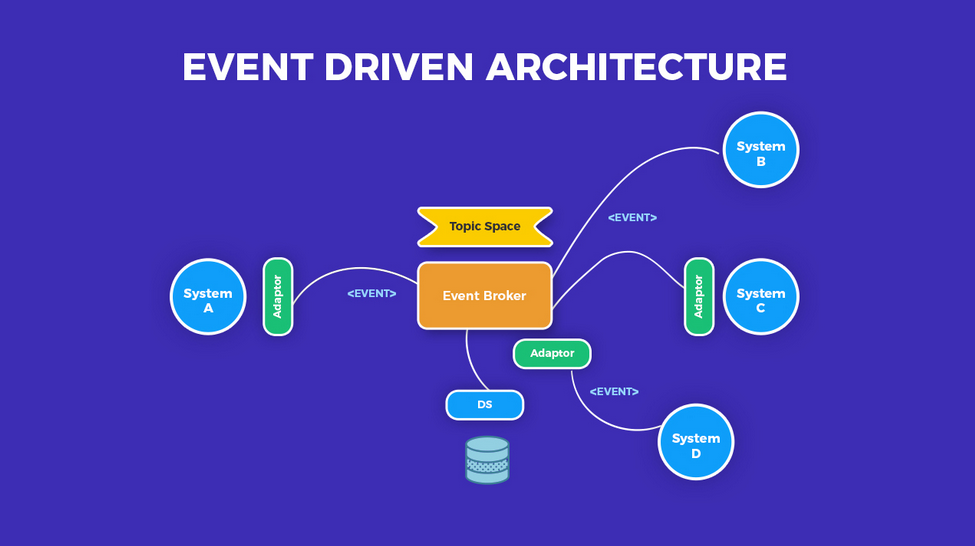 EVENT DRIVEN ARCHITECTURE
System
B
<EVENT>
Topic Space
System
A
Adaptor
<EVENT>
Event Broker
Adaptor
System
C
Adaptor
<EVENT>
DS
System
D